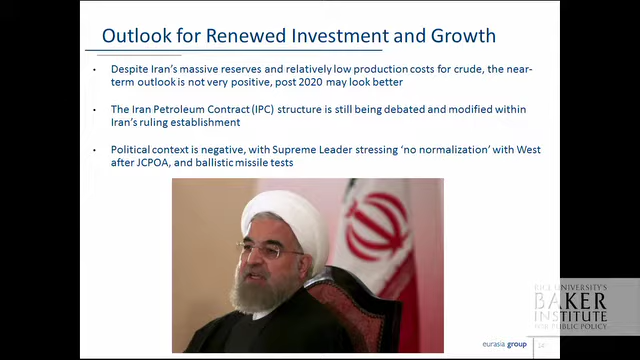 Outlook for Renewed Investment and Growth
• Despite Iran's massive reserves and relatively low production costs for crude, the near-
term outlook is not very positive, post 2020 may look better
• The Iran Petroleum Contract (IPC) structure is still being debated and modified within
Iran's ruling establishment
• Political context is negative, with Supreme Leader stressing 'no normalization' with West
after JCPOA, and ballistic missile tests
RICE UNIVERSITY'S
BAKER
INSTITUTE
FOR PUBLIC POLICY
eurasia group